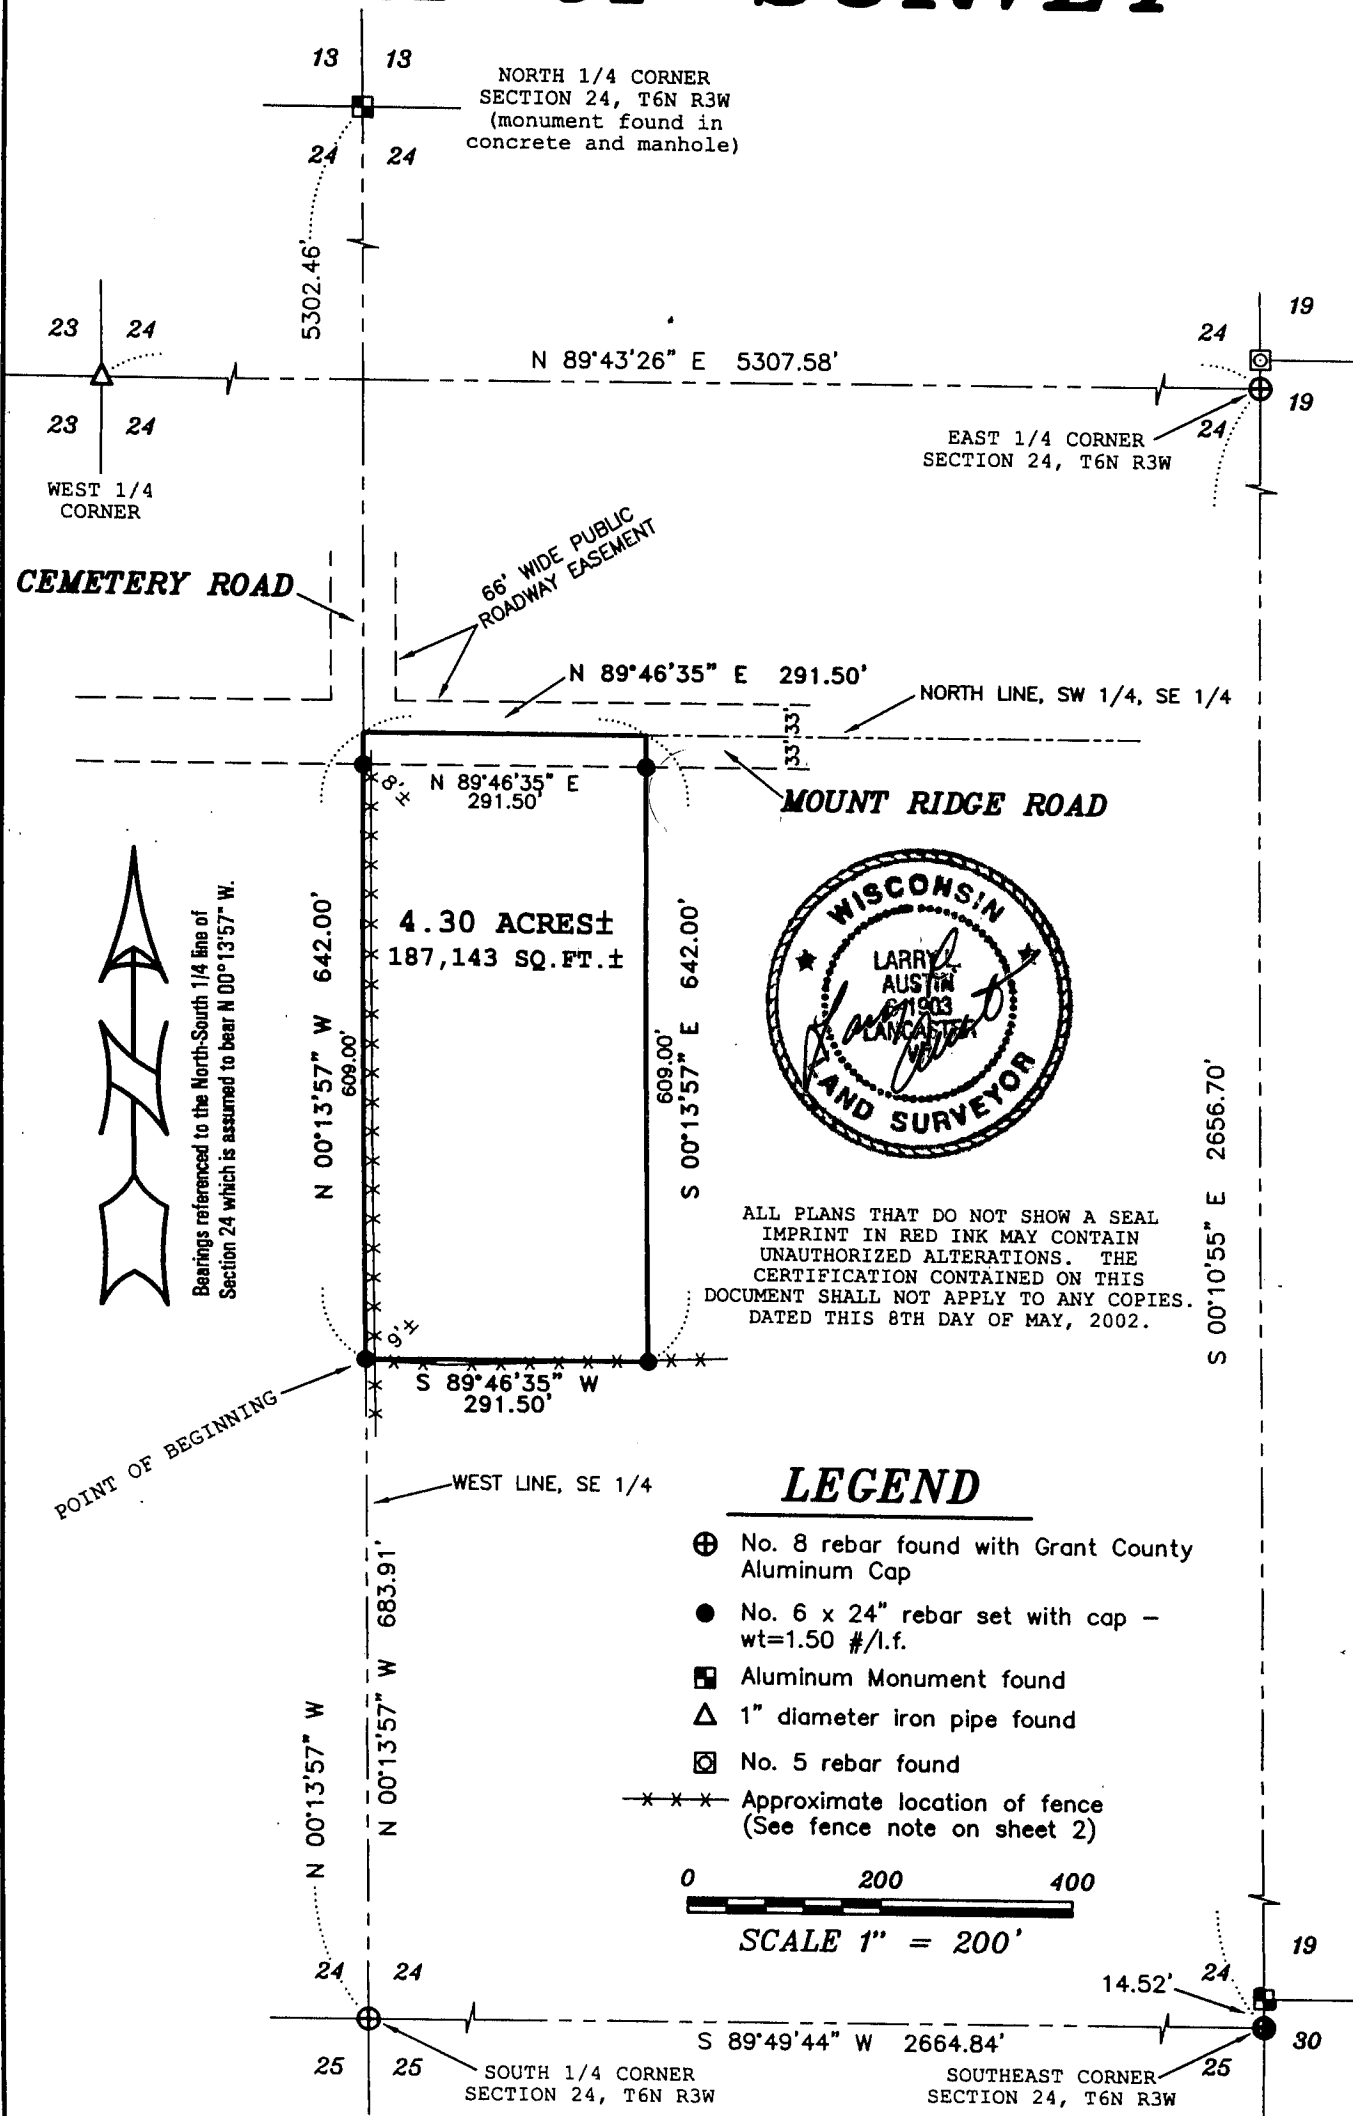 OF SURVEY
13 13
NORTH 1/4 CORNER
SECTION 24, T6N R3W
(monument found in
concrete and manhole)
24 24
5302.46'
23 24
23 24
WEST 1/4
CORNER
N 89°43'26" E 5307.58'
19
24
19
24
EAST 1/4 CORNER
SECTION 24, T6N R3W
CEMETERY ROAD
66' WIDE PUBLIC
ROADWAY EASEMENT
N 89°46'35" E 291.50'
NORTH LINE, SW 1/4, SE 1/4
33'
33'
8'±
N 89°46'35" E
291.50'
MOUNT RIDGE ROAD
Bearings referenced to the North-South 1/4 line of
Section 24 which is assumed to bear N 00°13'57" W.
N 00°13'57" W 642.00'
609.00'
4.30 ACRES±
187,143 SQ.FT.±
609.00'
S 00°13'57" E 642.00'
WISCONSIN
LARRY L.
AUSTIN
S-1903
LANCASTER
WI
LAND SURVEYOR
S 00°10'55" E 2656.70'
ALL PLANS THAT DO NOT SHOW A SEAL
IMPRINT IN RED INK MAY CONTAIN
UNAUTHORIZED ALTERATIONS. THE
CERTIFICATION CONTAINED ON THIS
DOCUMENT SHALL NOT APPLY TO ANY COPIES.
DATED THIS 8TH DAY OF MAY, 2002.
9'±
S 89°46'35" W
291.50'
POINT OF BEGINNING
WEST LINE, SE 1/4
N 00°13'57" W 683.91'
N 00°13'57" W
LEGEND
No. 8 rebar found with Grant County
Aluminum Cap
No. 6 x 24" rebar set with cap –
wt=1.50 #/l.f.
Aluminum Monument found
1" diameter iron pipe found
No. 5 rebar found
Approximate location of fence
(See fence note on sheet 2)
0 200 400
SCALE 1" = 200'
24 24
25 25
SOUTH 1/4 CORNER
SECTION 24, T6N R3W
S 89°49'44" W 2664.84'
14.52'
24 19
25 30
SOUTHEAST CORNER
SECTION 24, T6N R3W